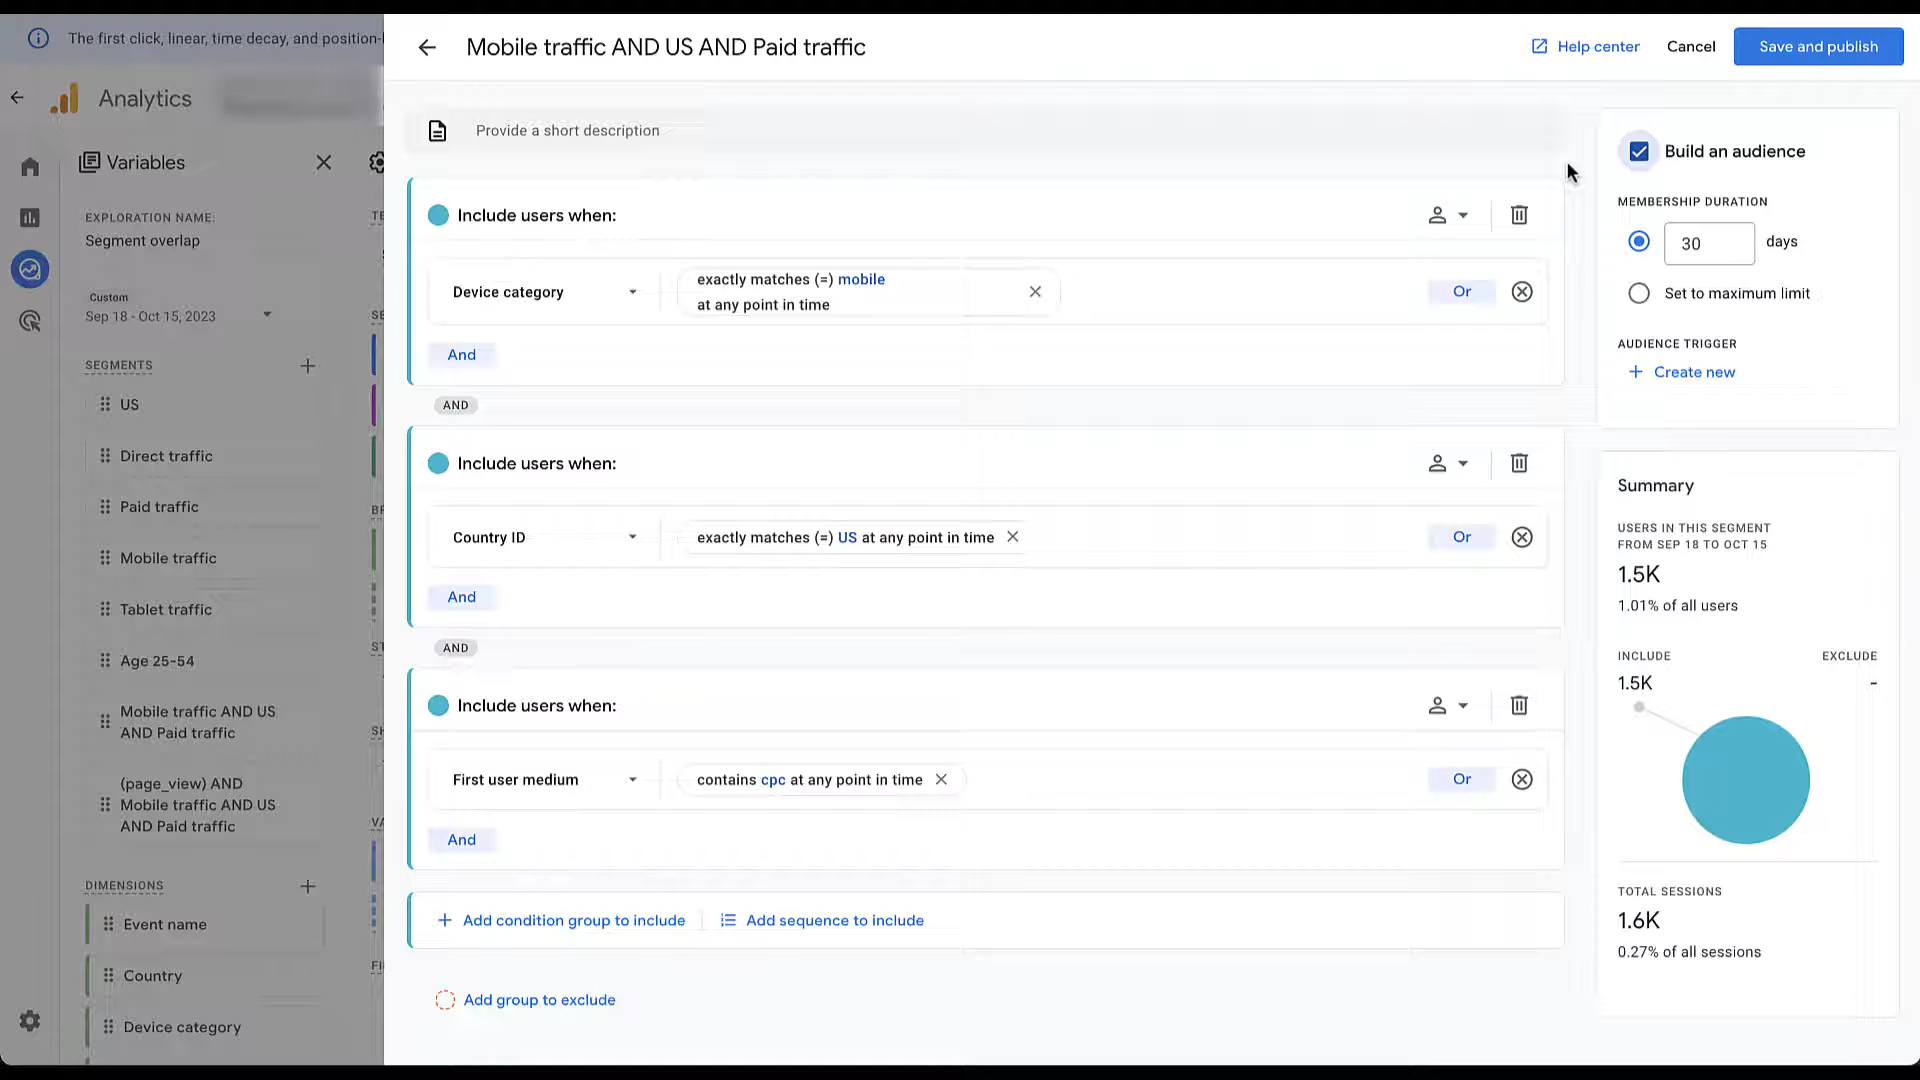 The first click, linear, time decay, and position-
Analytics
Variables
EXPLORATION NAME:
Segment overlap
Custom
Sep 18 - Oct 15, 2023
SEGMENTS
US
Direct traffic
Paid traffic
Mobile traffic
Tablet traffic
Age 25-54
Mobile traffic AND US
AND Paid traffic
(page_view) AND
Mobile traffic AND US
AND Paid traffic
DIMENSIONS
Event name
Country
Device category
TE
SE
BR
ST
SH
VA
FI
Mobile traffic AND US AND Paid traffic
Help center
Cancel
Save and publish
Provide a short description
Include users when:
Device category
exactly matches (=) mobile
at any point in time
Or
And
AND
Include users when:
Country ID
exactly matches (=) US at any point in time
Or
And
AND
Include users when:
First user medium
contains cpc at any point in time
Or
And
Add condition group to include
Add sequence to include
Add group to exclude
Build an audience
MEMBERSHIP DURATION
30 days
Set to maximum limit
AUDIENCE TRIGGER
Create new
Summary
USERS IN THIS SEGMENT
FROM SEP 18 TO OCT 15
1.5K
1.01% of all users
INCLUDE
EXCLUDE
1.5K
-
TOTAL SESSIONS
1.6K
0.27% of all sessions